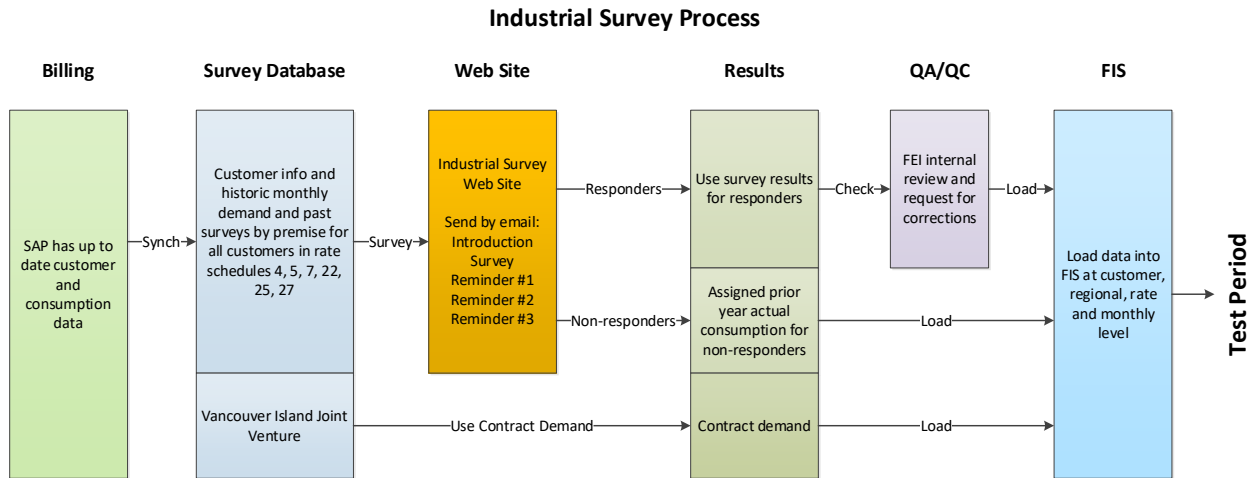 Industrial Survey Process
Billing
Survey Database
Web Site
Results
QA/QC
FIS
SAP has up to
date customer
and
consumption
data
Synch
Customer info and
historic monthly
demand and past
surveys by premise for
all customers in rate
schedules 4, 5, 7, 22,
25, 27
Vancouver Island Joint
Venture
Survey
Industrial Survey
Web Site
Send by email:
Introduction
Survey
Reminder #1
Reminder #2
Reminder #3
Responders
Non-responders
Use Contract Demand
Use survey results
for responders
Assigned prior
year actual
consumption for
non-responders
Contract demand
Check
FEI internal
review and
request for
corrections
Load
Load
Load
Load data into
FIS at customer,
regional, rate
and monthly
level
Test Period